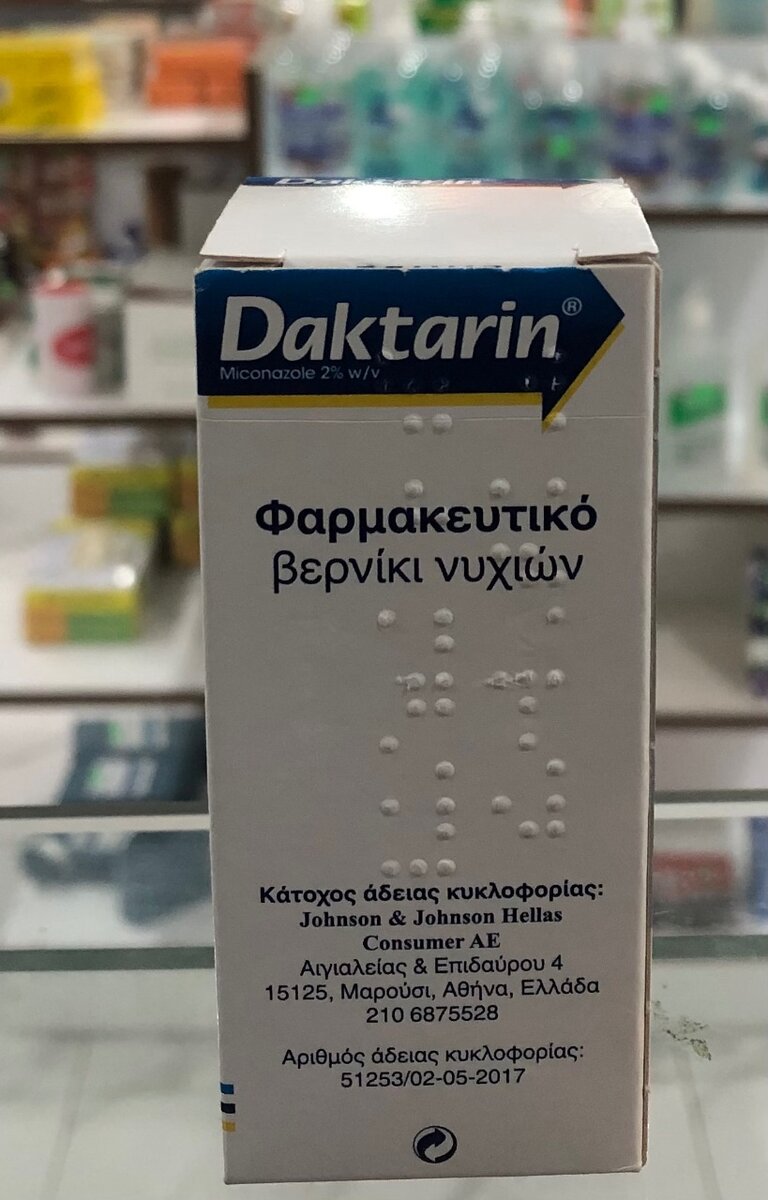 Daktarin
Daktarin®
Miconazole 2% w/v
Φαρμακευτικό
βερνίκι νυχιών
Κάτοχος άδειας κυκλοφορίας:
Johnson & Johnson Hellas
Consumer AE
Αιγιαλείας & Επιδαύρου 4
15125, Μαρούσι, Αθήνα, Ελλάδα
210 6875528
Αριθμός άδειας κυκλοφορίας:
51253/02-05-2017